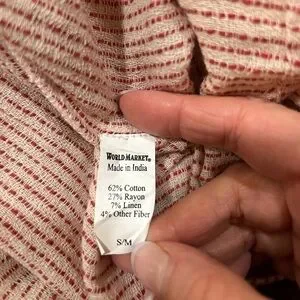 WORLD MARKET®
Made in India
62% Cotton
27% Rayon
7% Linen
4% Other Fiber
S/M